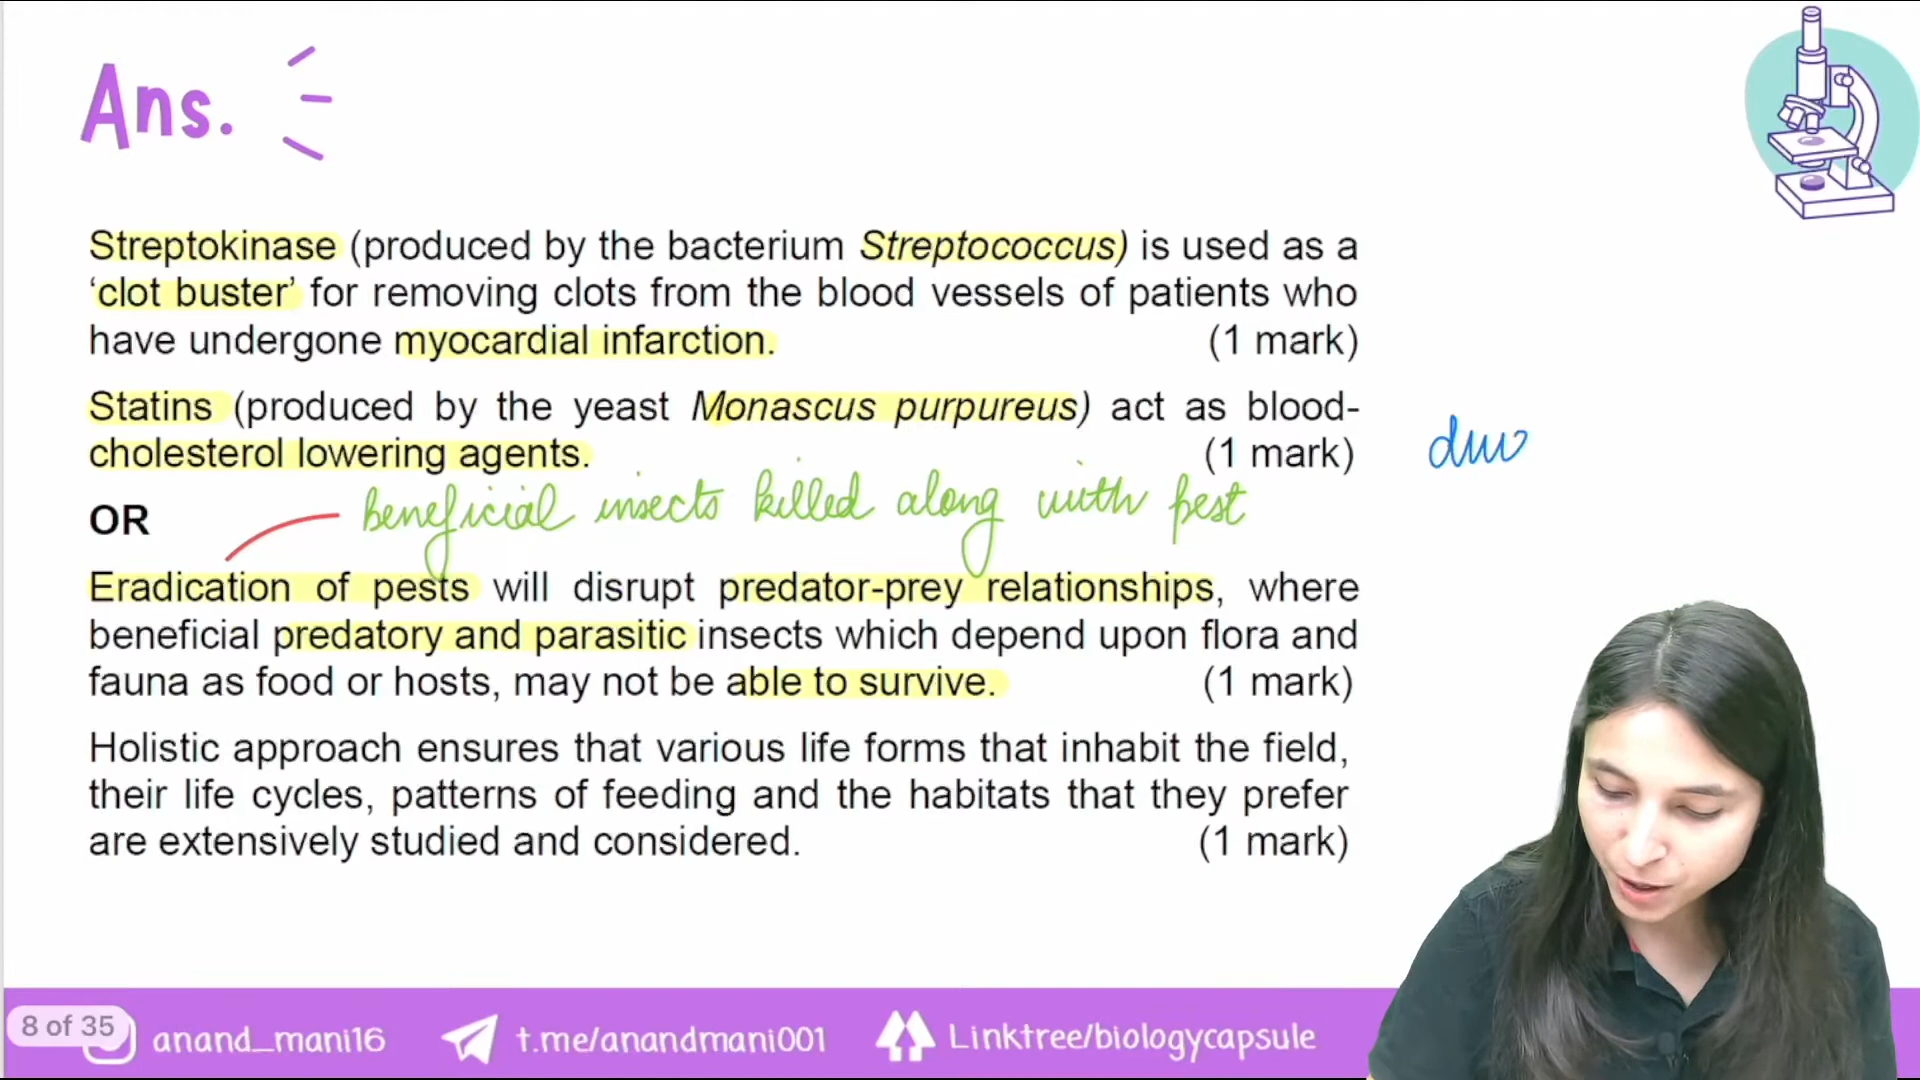 Ans.
Streptokinase (produced by the bacterium Streptococcus) is used as a
‘clot buster’ for removing clots from the blood vessels of patients who
have undergone myocardial infarction. (1 mark)
Statins (produced by the yeast Monascus purpureus) act as blood-
cholesterol lowering agents. (1 mark)
beneficial insects killed along with pest
OR
Eradication of pests will disrupt predator-prey relationships, where
beneficial predatory and parasitic insects which depend upon flora and
fauna as food or hosts, may not be able to survive. (1 mark)
Holistic approach ensures that various life forms that inhabit the field,
their life cycles, patterns of feeding and the habitats that they prefer
are extensively studied and considered. (1 mark)
8 of 35
anand_mani16
t.me/anandmani001
Linktree/biologycapsule